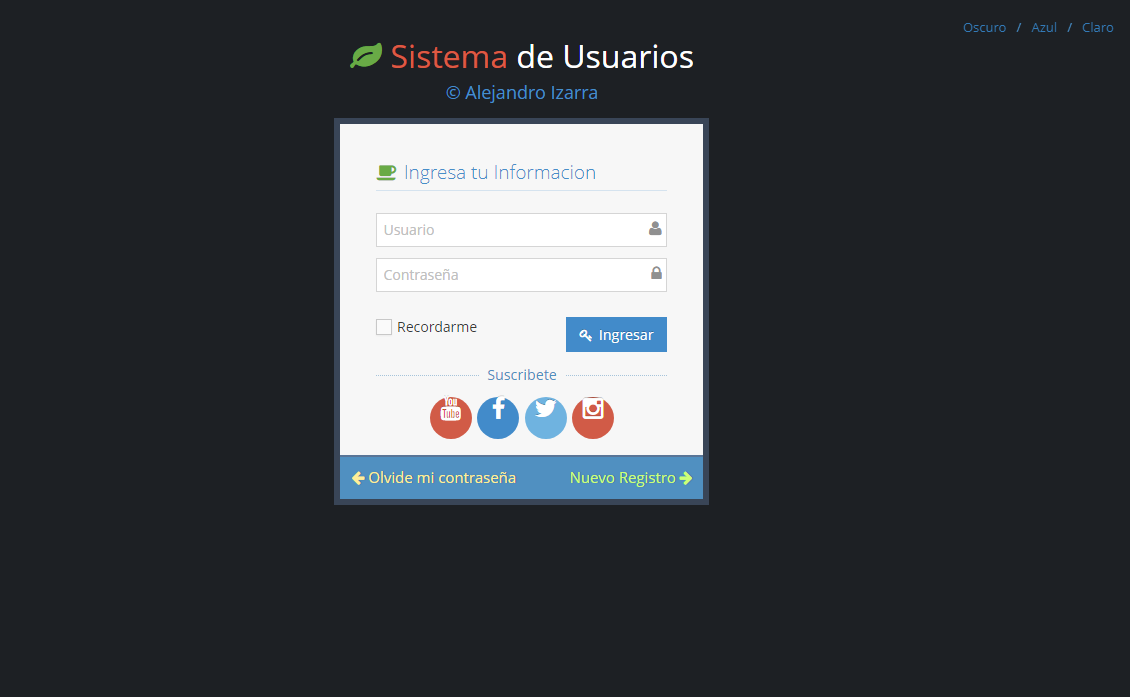 Oscuro / Azul / Claro
Sistema de Usuarios
© Alejandro Izarra
Ingresa tu Informacion
Usuario
Contraseña
Recordarme
Ingresar
Suscribete
You Tube
Olvide mi contraseña
Nuevo Registro